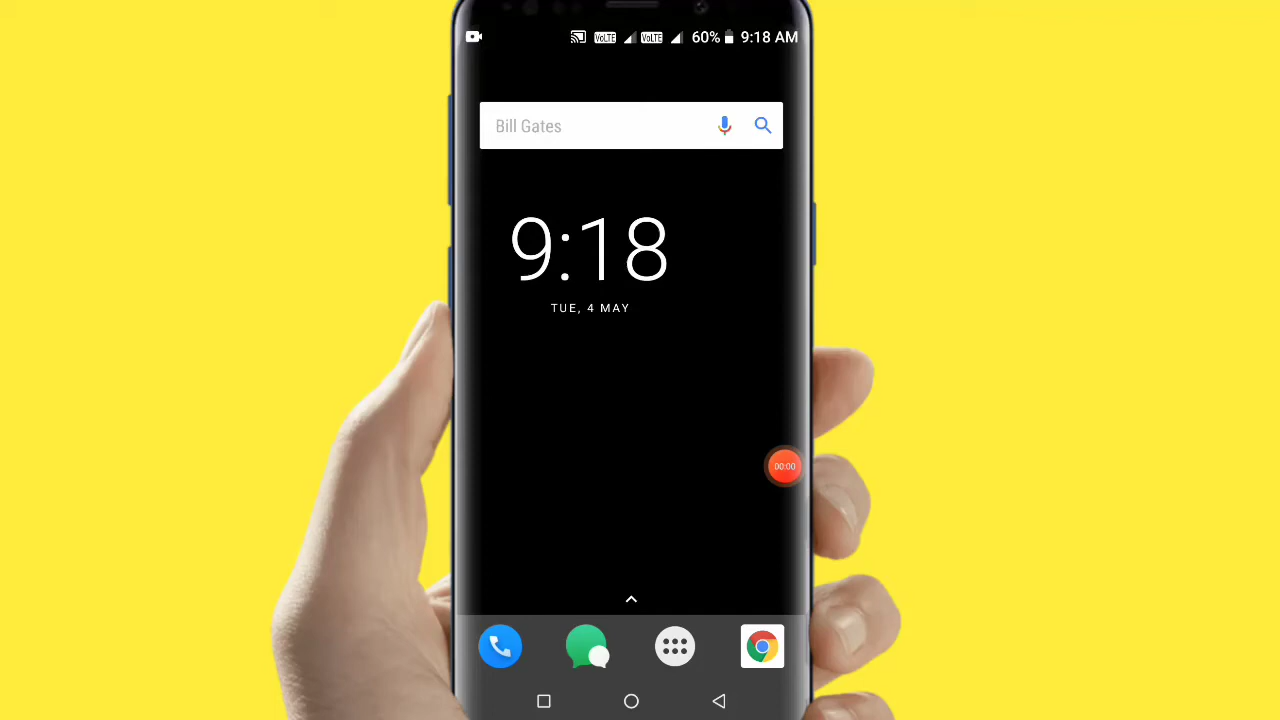 VoLTE VoLTE 60% 9:18 AM
Bill Gates
9:18
TUE, 4 MAY
00:00